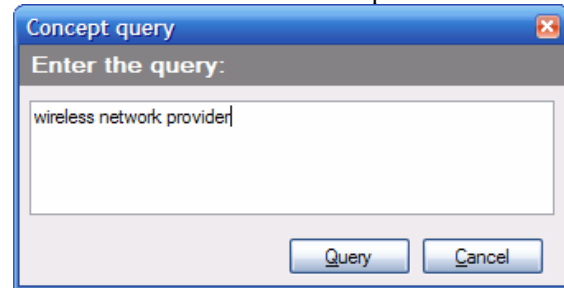 Concept query
Enter the query:
wireless network provider
Query Cancel